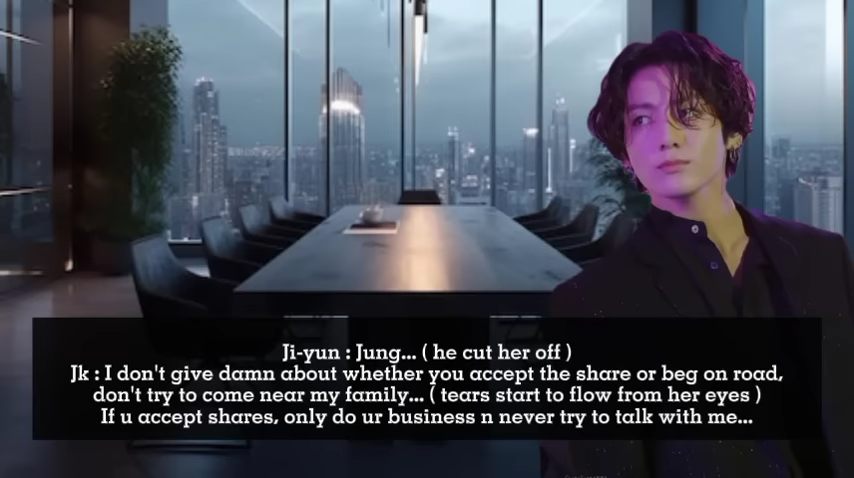 Ji-yun : Jung... ( he cut her off )
Jk : I don't give damn about whether you accept the share or beg on road,
don't try to come near my family... ( tears start to flow from her eyes )
If u accept shares, only do ur business n never try to talk with me...